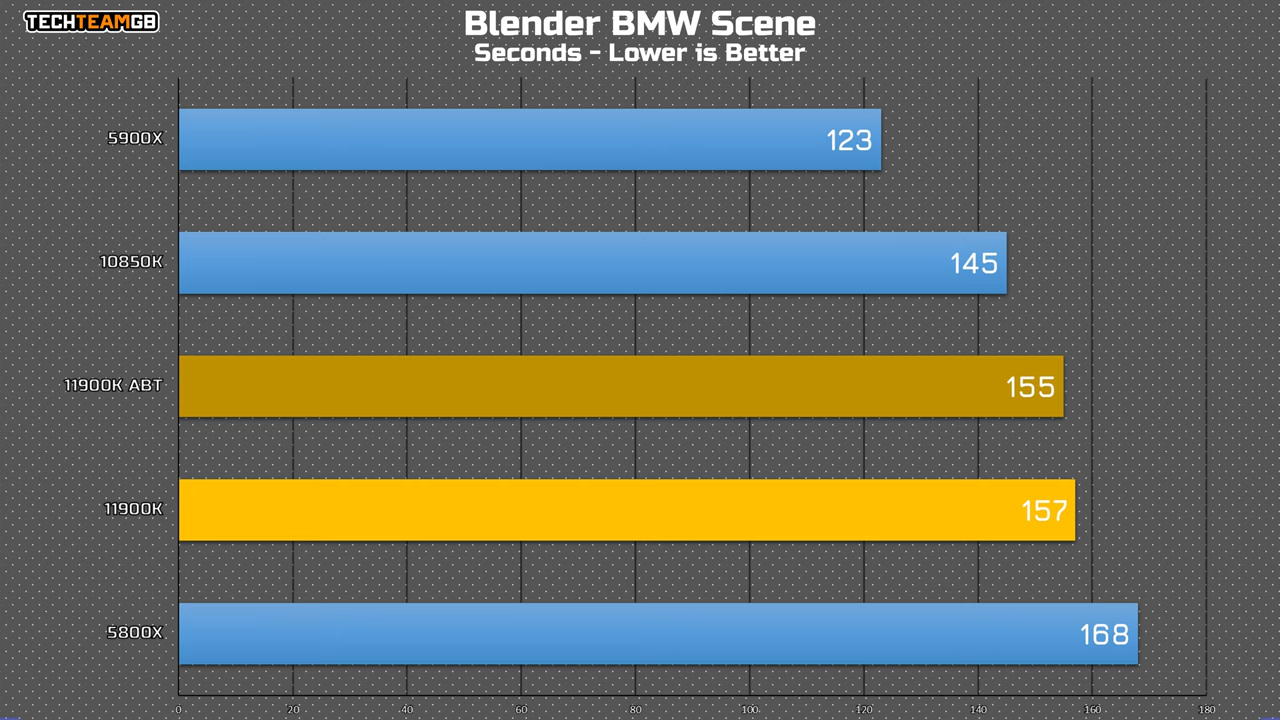 TECHTEAMGB
Blender BMW Scene
Seconds - Lower is Better
5900X
123
10850K
145
11900K ABT
155
11900K
157
5800X
168
0 20 40 60 80 100 120 140 160 180